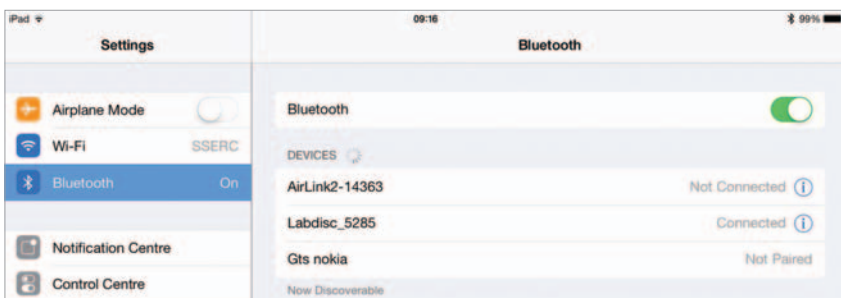 iPad 09:16 99%
Settings Bluetooth
Airplane Mode
Wi-Fi SSERC
Bluetooth On
Notification Centre
Control Centre
Bluetooth
DEVICES
AirLink2-14363 Not Connected
Labdisc_5285 Connected
Gts nokia Not Paired
Now Discoverable